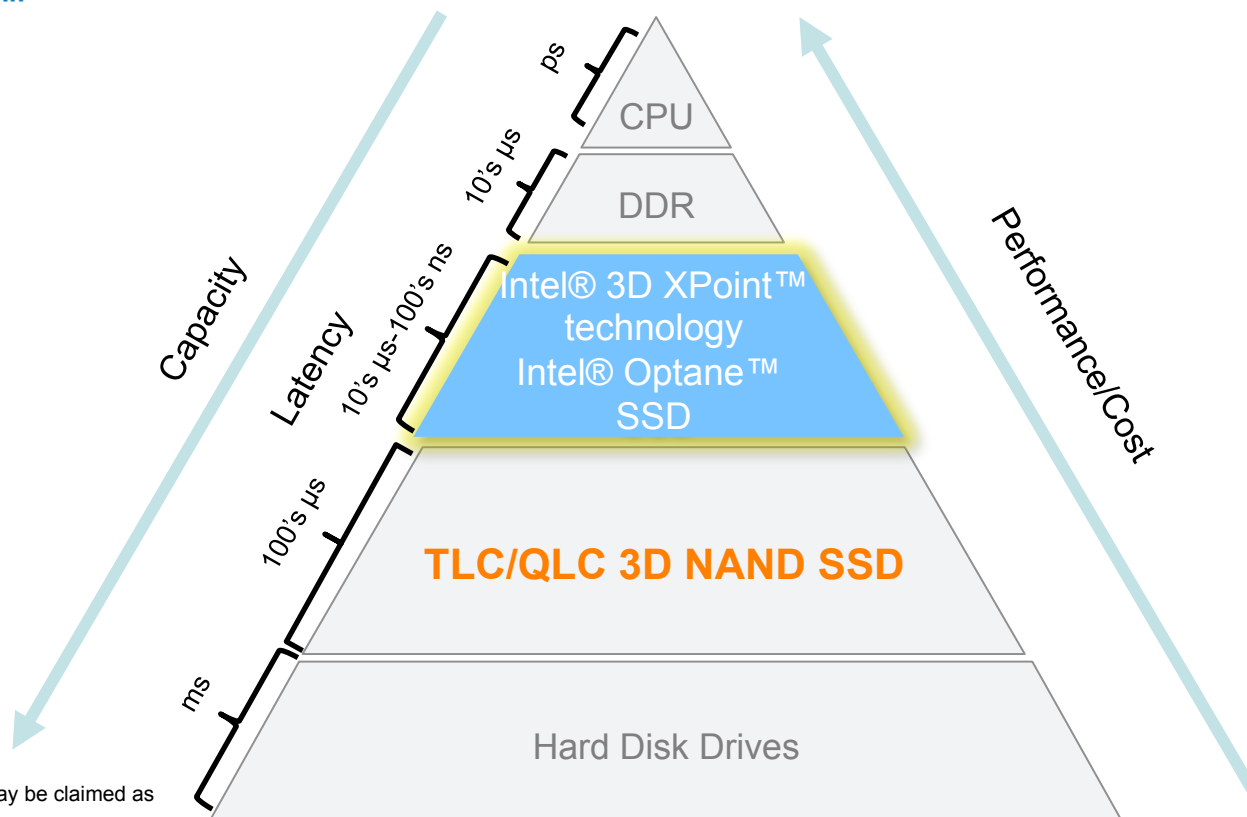 ps
CPU
10's µs
DDR
10's µs-100's ns
Intel® 3D XPoint™
technology
Intel® Optane™
SSD
Capacity
Latency
Performance/Cost
100's µs
TLC/QLC 3D NAND SSD
ms
Hard Disk Drives
ay be claimed as